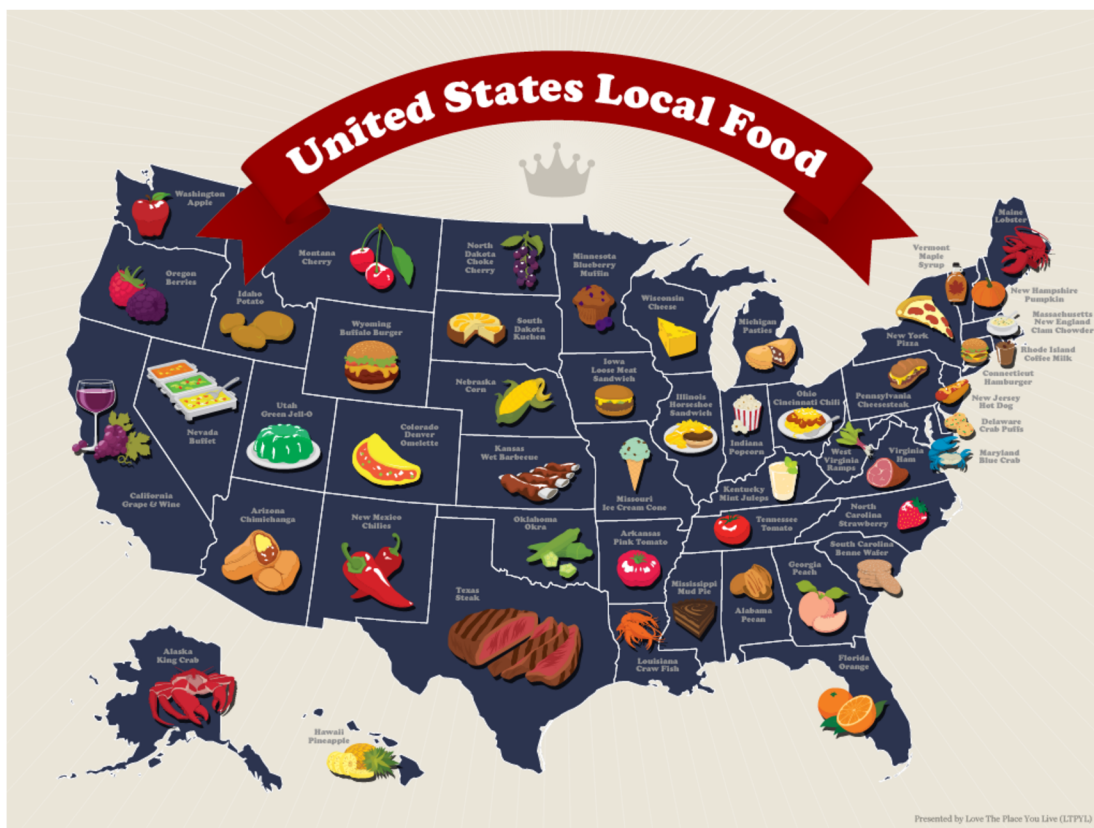 United States Local Food
Washington
Apple
Oregon
Berries
Idaho
Potato
Montana
Cherry
North
Dakota
Choke
Cherry
Minnesota
Blueberry
Muffin
Wisconsin
Cheese
Michigan
Pasties
Vermont
Maple
Syrup
Maine
Lobster
New Hampshire
Pumpkin
Massachusetts
New England
Clam Chowder
Rhode Island
Coffee Milk
Connecticut
Hamburger
New York
Pizza
New Jersey
Hot Dog
Delaware
Crab Puffs
Maryland
Blue Crab
Pennsylvania
Cheesesteak
Wyoming
Buffalo Burger
South
Dakota
Kuchen
Nebraska
Corn
Iowa
Loose Meat
Sandwich
Illinois
Horseshoe
Sandwich
Indiana
Popcorn
Ohio
Cincinnati Chili
West
Virginia
Ramps
Virginia
Ham
Nevada
Buffet
Utah
Green Jell-O
Colorado
Denver
Omelette
Kansas
Wet Barbecue
Missouri
Ice Cream Cone
Kentucky
Mint Juleps
California
Grape & Wine
Arizona
Chimichanga
New Mexico
Chilies
Oklahoma
Okra
Arkansas
Pink Tomato
Tennessee
Tomato
North
Carolina
Strawberry
South Carolina
Benne Wafer
Texas
Steak
Louisiana
Craw Fish
Mississippi
Mud Pie
Alabama
Pecan
Georgia
Peach
Florida
Orange
Alaska
King Crab
Hawaii
Pineapple
Presented by Love The Place You Live (LTPYL)